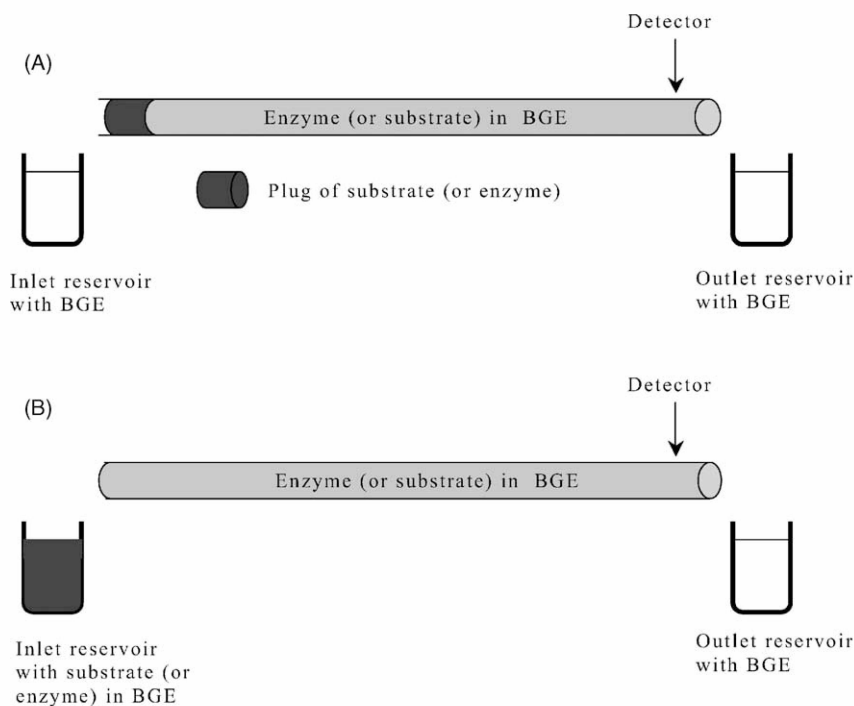 Detector
(A)
Enzyme (or substrate) in BGE
Plug of substrate (or enzyme)
Inlet reservoir
with BGE
Outlet reservoir
with BGE
Detector
(B)
Enzyme (or substrate) in BGE
Inlet reservoir
with substrate (or
enzyme) in BGE
Outlet reservoir
with BGE